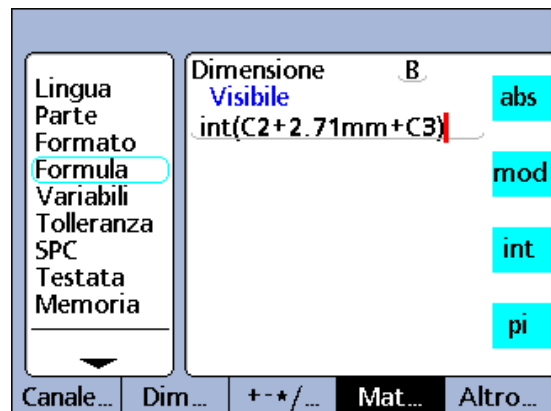 Lingua
Parte
Formato
Formula
Variabili
Tolleranza
SPC
Testata
Memoria
Dimensione B
Visibile
int(C2+2.71mm+C3)
abs
mod
int
pi
Canale... Dim... +-*/... Mat... Altro...